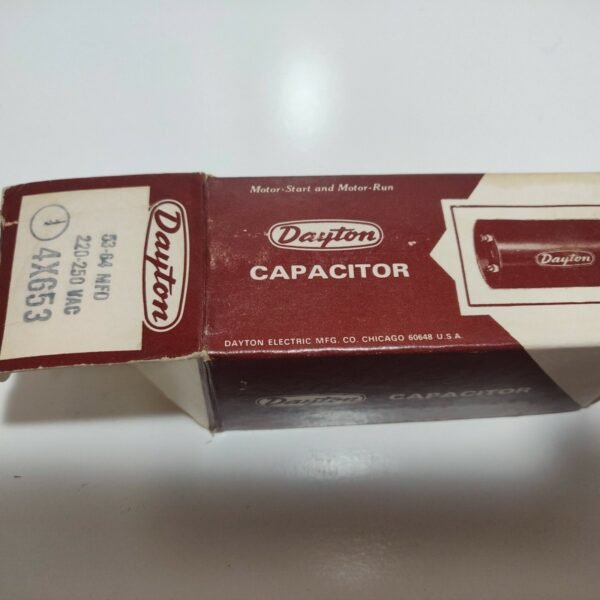 Motor-Start and Motor-Run
Dayton
CAPACITOR
DAYTON ELECTRIC MFG. CO. CHICAGO 60648 U.S.A.
Dayton
Dayton
53-64 MFD
220-250 VAC
1 4X653
Dayton
CAPACITOR